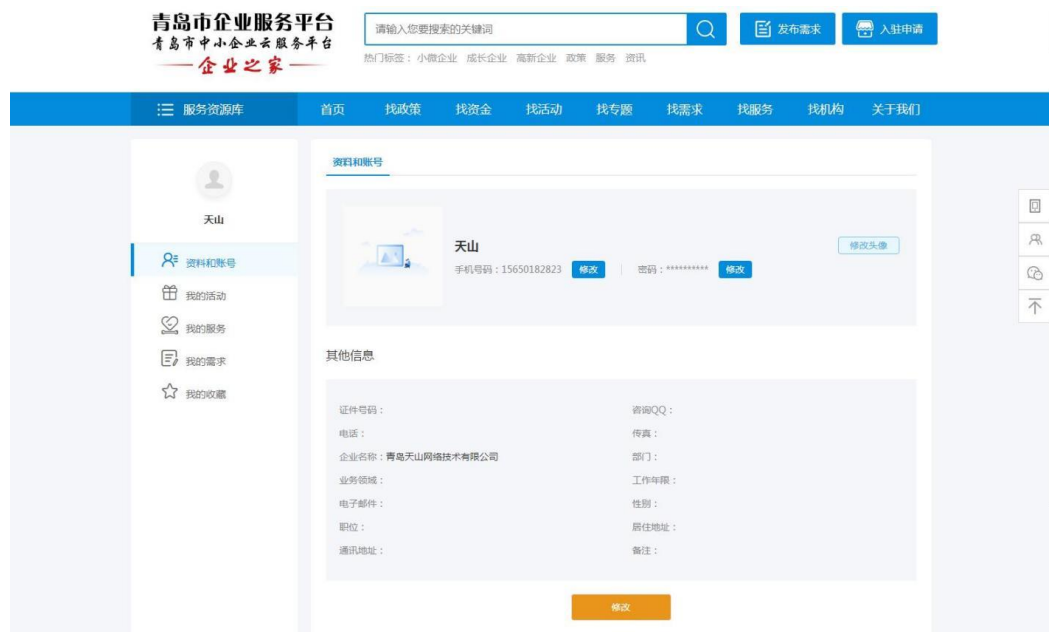 青岛市企业服务平台
青岛市中小企业云服务平台
企业之家
请输入您要搜索的关键词
发布需求
入驻申请
热门标签： 小微企业 成长企业 高新企业 政策 服务 资讯
服务资源库 首页 找政策 找资金 找活动 找专题 找需求 找服务 找机构 关于我们
天山
资料和账号
我的活动
我的服务
我的需求
我的收藏
资料和账号
天山
手机号码：15650182823 修改 密码：********** 修改
修改头像
其他信息
证件号码： 咨询QQ：
电话： 传真：
企业名称：青岛天山网络技术有限公司 部门：
业务领域： 工作年限：
电子邮件： 性别：
职位： 居住地址：
通讯地址： 备注：
修改